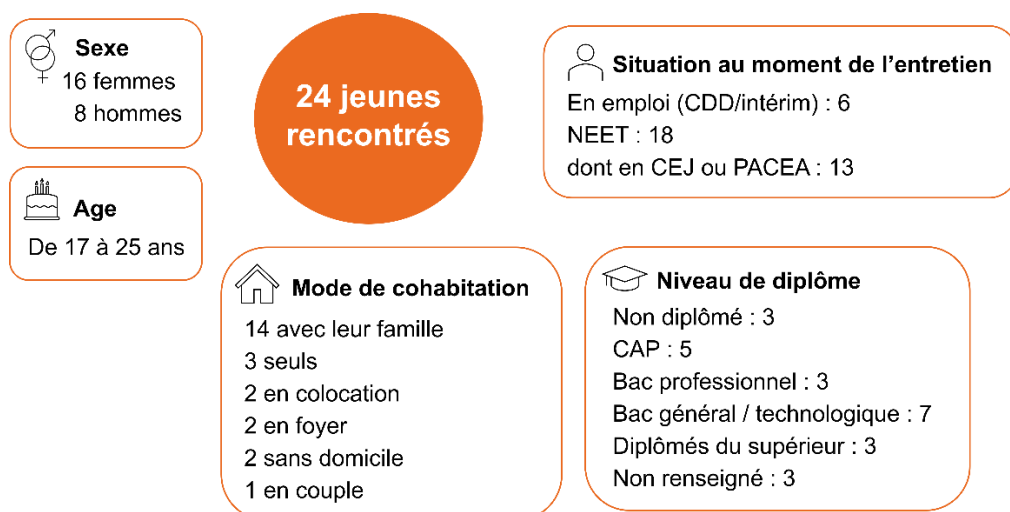 Sexe
16 femmes
8 hommes
Age
De 17 à 25 ans
24 jeunes
rencontrés
Situation au moment de l'entretien
En emploi (CDD/intérim) : 6
NEET : 18
dont en CEJ ou PACEA : 13
Mode de cohabitation
14 avec leur famille
3 seuls
2 en colocation
2 en foyer
2 sans domicile
1 en couple
Niveau de diplôme
Non diplômé : 3
CAP : 5
Bac professionnel : 3
Bac général / technologique : 7
Diplômés du supérieur : 3
Non renseigné : 3